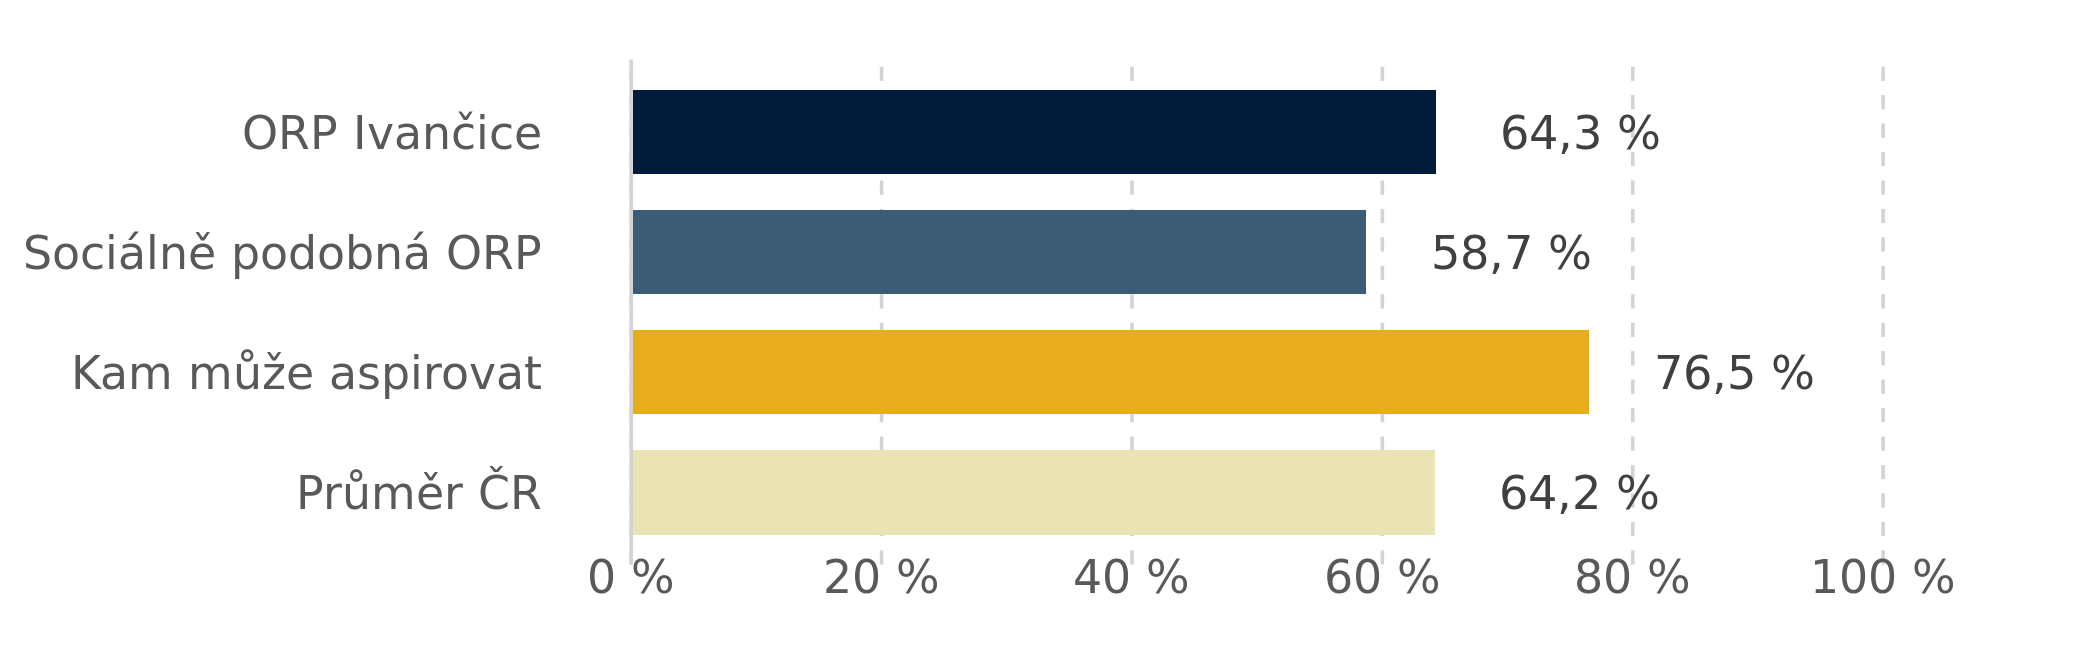 ORP Ivančice 64,3 %
Sociálně podobná ORP 58,7 %
Kam může aspirovat 76,5 %
Průměr ČR 64,2 %
0 % 20 % 40 % 60 % 80 % 100 %